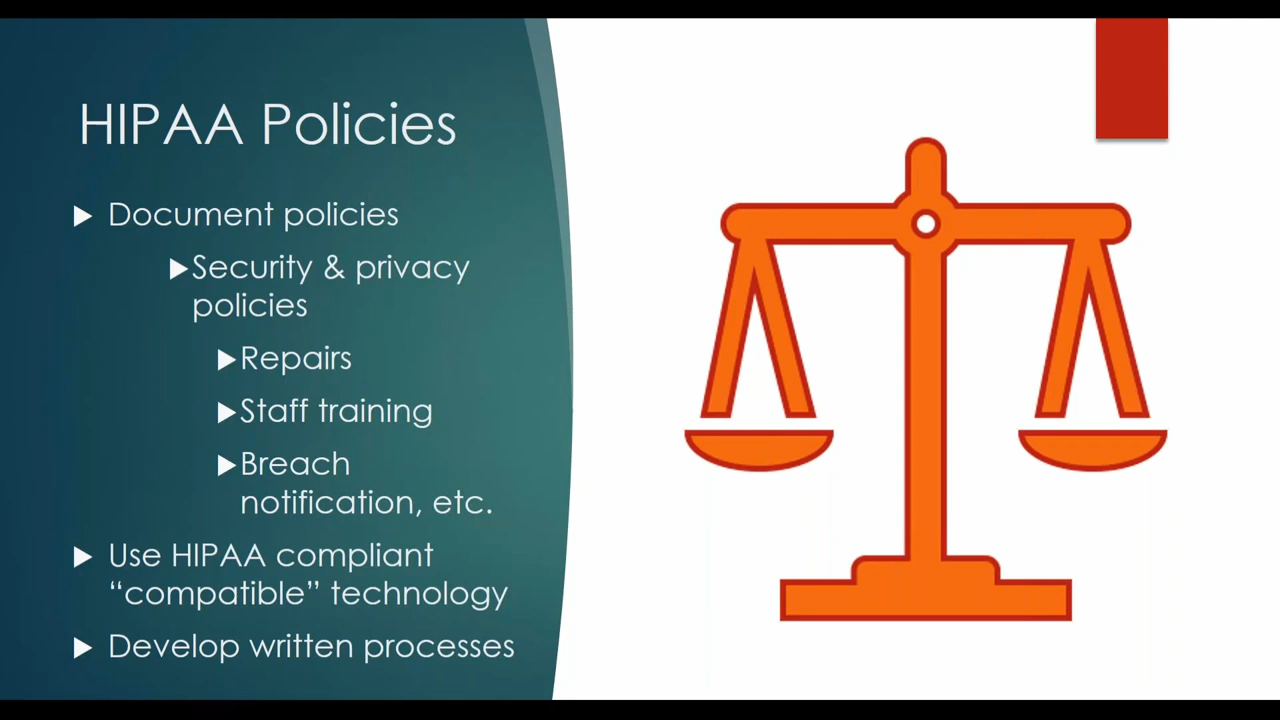 HIPAA Policies
Document policies
Security & privacy
policies
Repairs
Staff training
Breach
notification, etc.
Use HIPAA compliant
“compatible” technology
Develop written processes